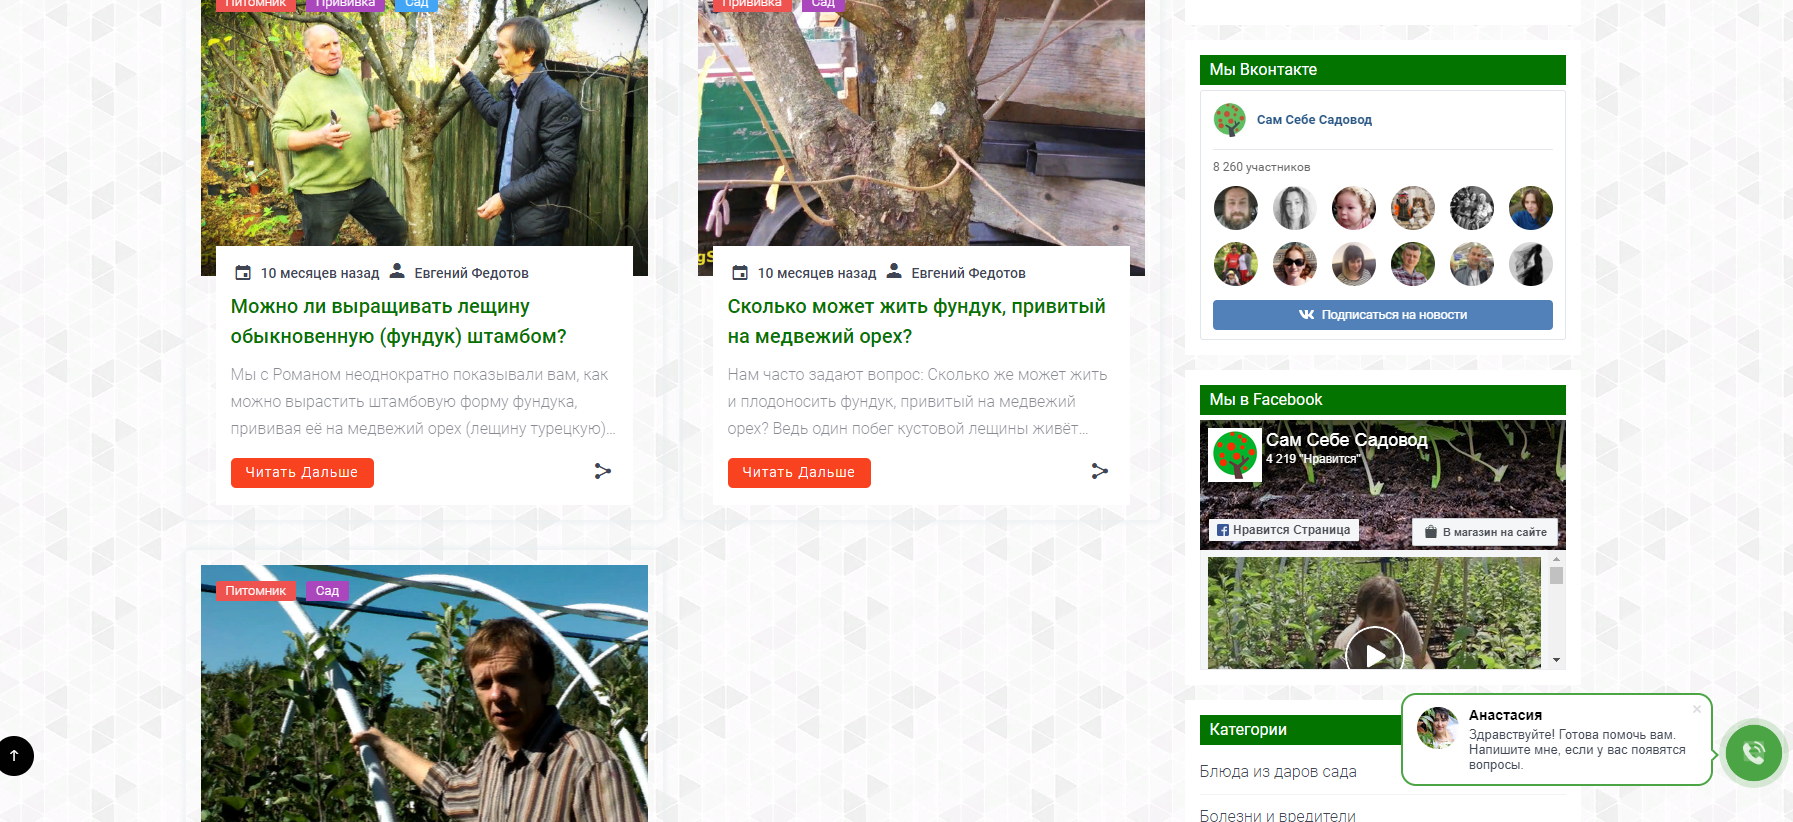 Питомник Прививка Сад
10 месяцев назад Евгений Федотов
Можно ли выращивать лещину
обыкновенную (фундук) штамбом?
Мы с Романом неоднократно показывали вам, как
можно вырастить штамбовую форму фундука,
прививая её на медвежий орех (лещину турецкую)...
Читать Дальше
Прививка Сад
10 месяцев назад Евгений Федотов
Сколько может жить фундук, привитый
на медвежий орех?
Нам часто задают вопрос: Сколько же может жить
и плодоносить фундук, привитый на медвежий
орех? Ведь один побег кустовой лещины живёт...
Читать Дальше
Питомник Сад
Мы Вконтакте
Сам Себе Садовод
8 260 участников
Подписаться на новости
Мы в Facebook
Сам Себе Садовод
4 219 "Нравится"
Нравится Страница
В магазин на сайте
Категории
Блюда из даров сада
Болезни и вредители
Анастасия
Здравствуйте! Готова помочь вам.
Напишите мне, если у вас появятся
вопросы.